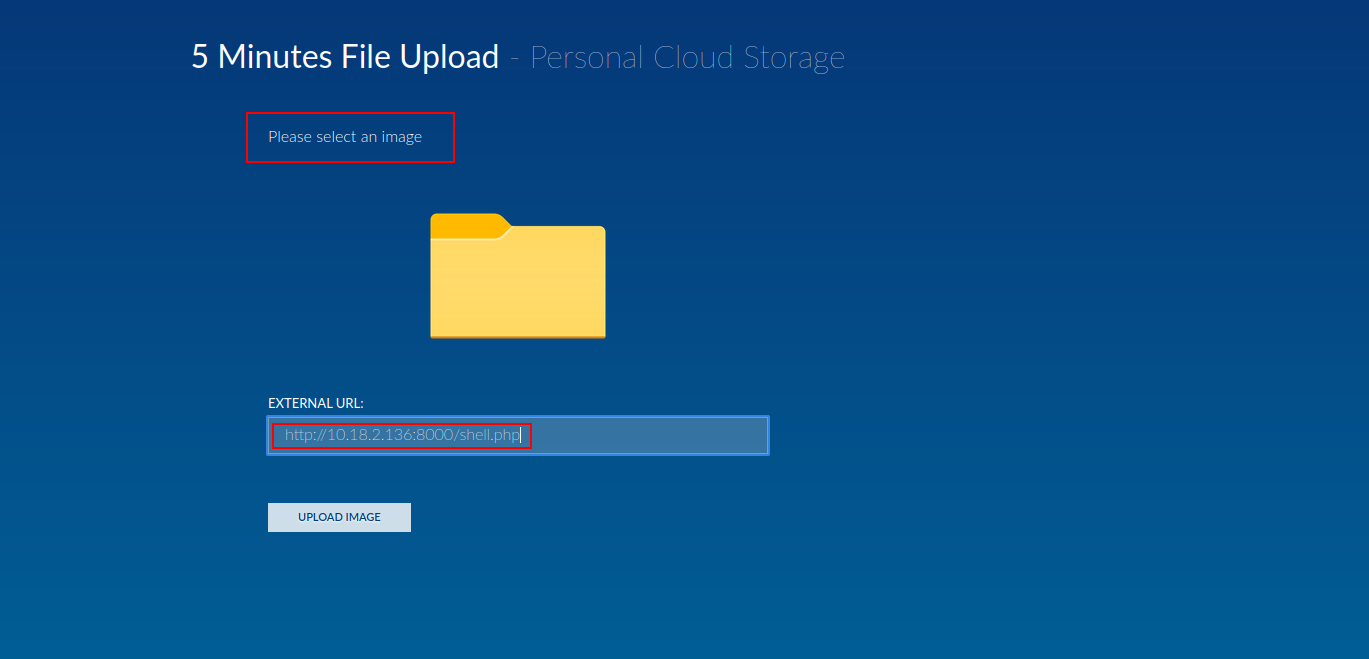 5 Minutes File Upload - Personal Cloud Storage
Please select an image
EXTERNAL URL:
http://10.18.2.136:8000/shell.php
UPLOAD IMAGE